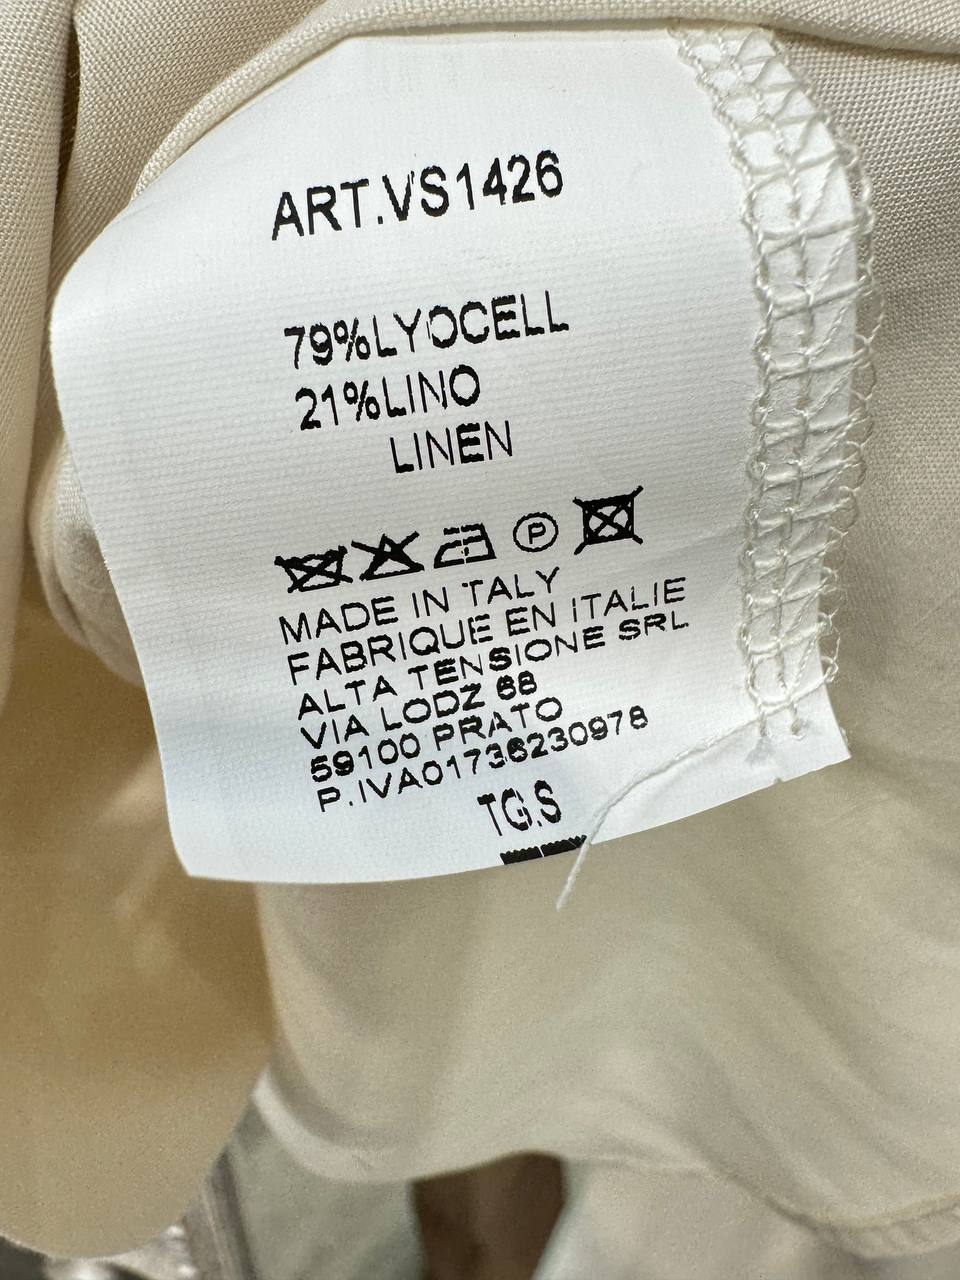 ART.VS1426
79%LYOCELL
21%LINO
LINEN
P
MADE IN ITALY
FABRIQUE EN ITALIE
ALTA TENSIONE SRL
VIA LODZ 68
59100 PRATO
P.IVA01736230978
TG.S